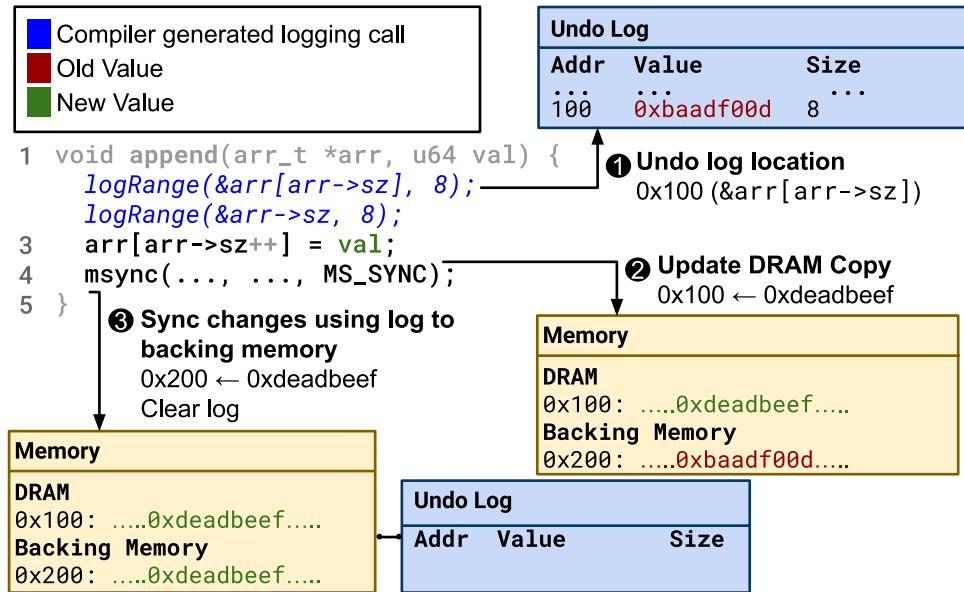 Compiler generated logging call
Old Value
New Value
Undo Log
Addr Value Size
... ... ...
100 0xbaadf00d 8
1 void append(arr_t *arr, u64 val) {
logRange(&arr[arr->sz], 8);
logRange(&arr->sz, 8);
3 arr[arr->sz++] = val;
4 msync(..., ..., MS_SYNC);
5 }
❶ Undo log location
0x100 (&arr[arr->sz])
❷ Update DRAM Copy
0x100 ← 0xdeadbeef
Memory
DRAM
0x100: .....0xdeadbeef.....
Backing Memory
0x200: .....0xbaadf00d.....
❸ Sync changes using log to
backing memory
0x200 ← 0xdeadbeef
Clear log
Memory
DRAM
0x100: .....0xdeadbeef.....
Backing Memory
0x200: .....0xdeadbeef.....
Undo Log
Addr Value Size